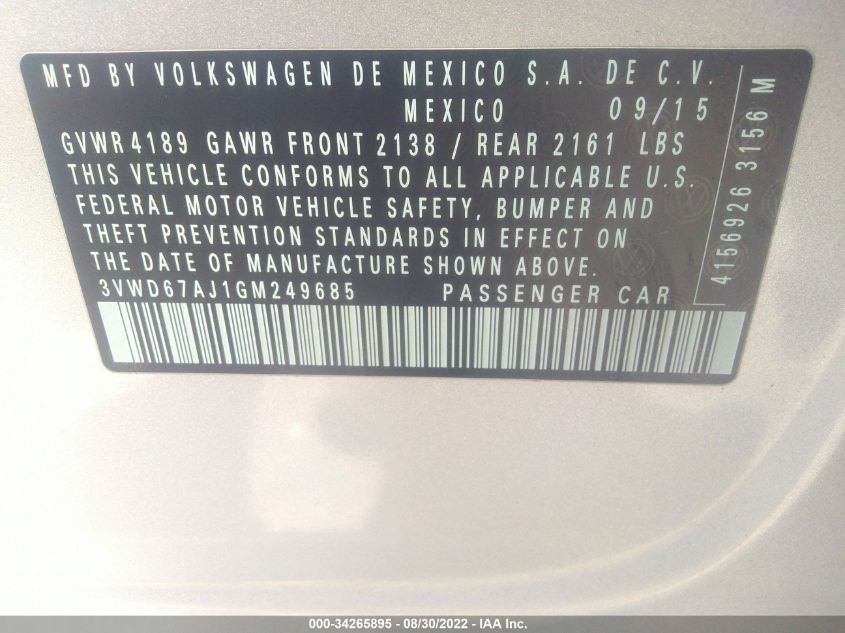 MFD BY VOLKSWAGEN DE MEXICO S.A. DE C.V.
MEXICO 09/15
GVWR 4189 GAWR FRONT 2138 / REAR 2161 LBS
THIS VEHICLE CONFORMS TO ALL APPLICABLE U.S.
FEDERAL MOTOR VEHICLE SAFETY, BUMPER AND
THEFT PREVENTION STANDARDS IN EFFECT ON
THE DATE OF MANUFACTURE SHOWN ABOVE.
3VWD67AJ1GM249685 PASSENGER CAR
4156926 3156 M
000-34265895 - 08/30/2022 - IAA Inc.